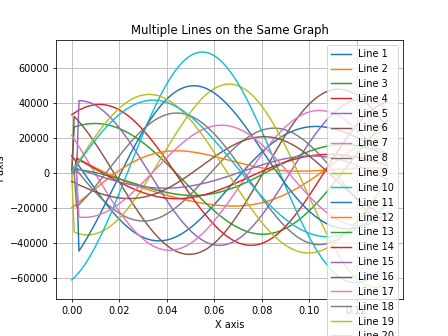 Multiple Lines on the Same Graph
60000
40000
20000
0
−20000
−40000
−60000
0.00
0.02
0.04
0.06
0.08
0.10
X axis
Line 1
Line 2
Line 3
Line 4
Line 5
Line 6
Line 7
Line 8
Line 9
Line 10
Line 11
Line 12
Line 13
Line 14
Line 15
Line 16
Line 17
Line 18
Line 19
Line 20